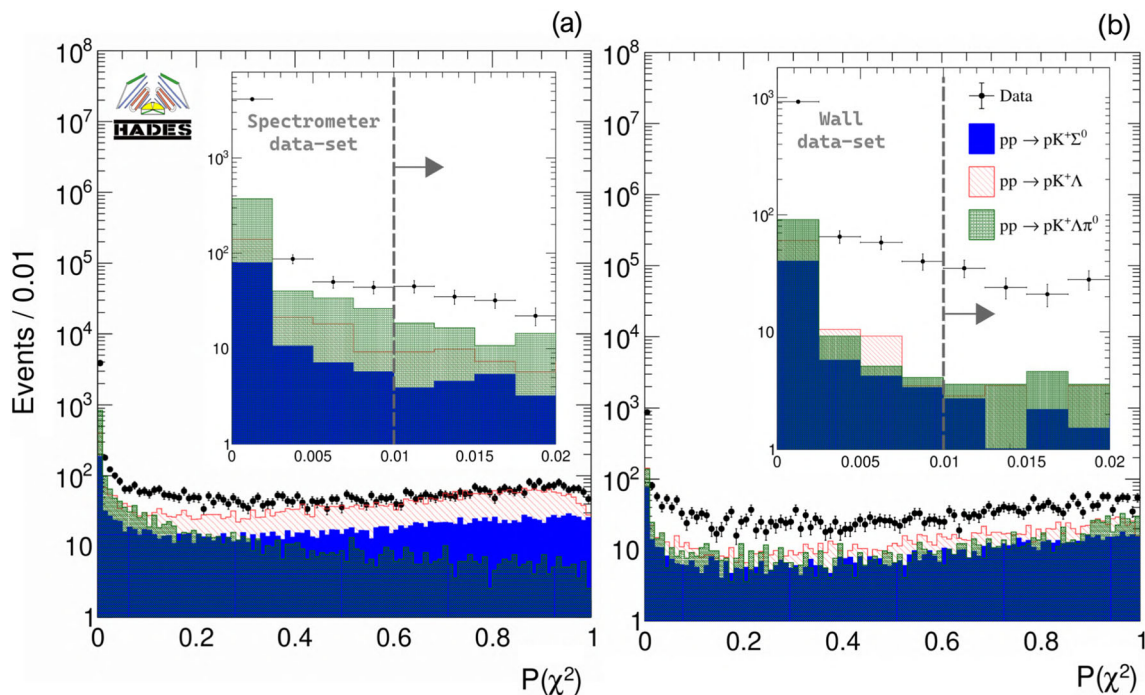 (a)
(b)
10⁸
10⁷
10⁶
10⁵
10⁴
10³
10²
10
1
Events / 0.01
HADES
Spectrometer
data-set
10³
10²
10
1
0 0.005 0.01 0.015 0.02
0 0.2 0.4 0.6 0.8 1
P(χ²)
10⁸
10⁷
10⁶
10⁵
10⁴
10³
10²
10
1
Wall
data-set
Data
pp → pK⁺Σ⁰
pp → pK⁺Λ
pp → pK⁺Λπ⁰
10³
10²
10
1
0 0.005 0.01 0.015 0.02
0 0.2 0.4 0.6 0.8 1
P(χ²)